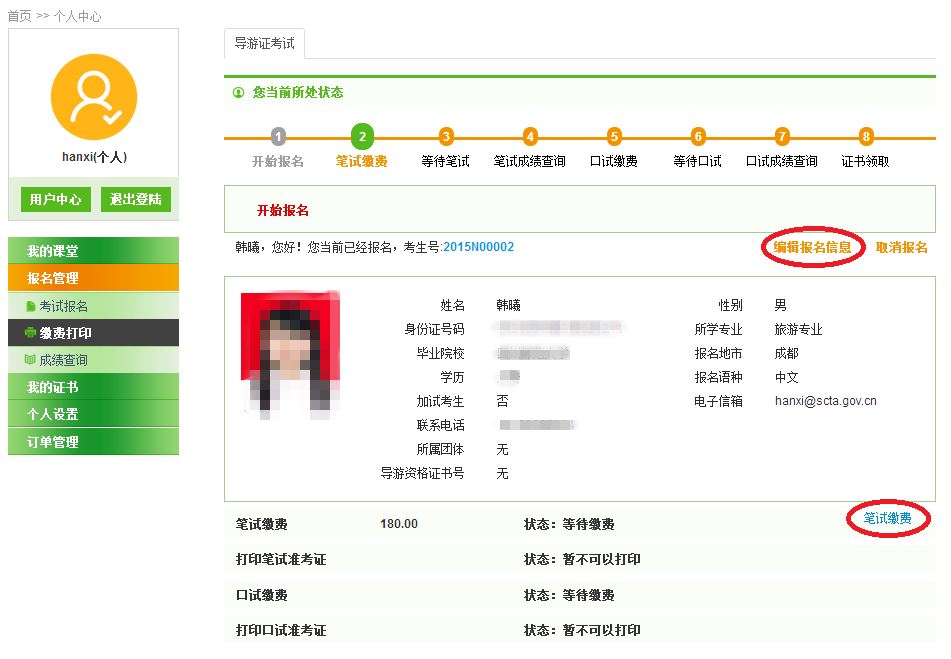 首页 >> 个人中心
hanxi(个人)
用户中心 退出登陆
我的课堂
报名管理
考试报名
缴费打印
成绩查询
我的证书
个人设置
订单管理
导游证考试
您当前所处状态
1 2 3 4 5 6 7 8
开始报名 笔试缴费 等待笔试 笔试成绩查询 口试缴费 等待口试 口试成绩查询 证书领取
开始报名
韩曦，您好！您当前已经报名，考生号:2015N00002 编辑报名信息 取消报名
姓名 韩曦 性别 男
身份证号码 所学专业 旅游专业
毕业院校 报名地市 成都
学历 报名语种 中文
加试考生 否 电子信箱 hanxi@scta.gov.cn
联系电话
所属团体 无
导游资格证书号 无
笔试缴费 180.00 状态：等待缴费 笔试缴费
打印笔试准考证 状态：暂不可以打印
口试缴费 状态：等待缴费
打印口试准考证 状态：暂不可以打印